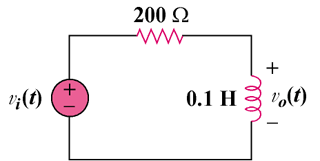 200 Ω
+
vi(t)
+
−
0.1 H
vo(t)
−